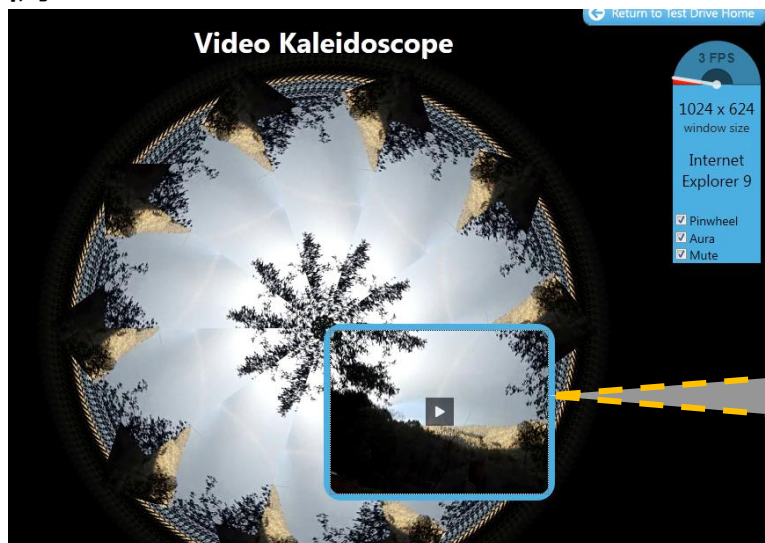 Return to Test Drive Home
Video Kaleidoscope
3 FPS
1024 x 624
window size
Internet
Explorer 9
Pinwheel
Aura
Mute